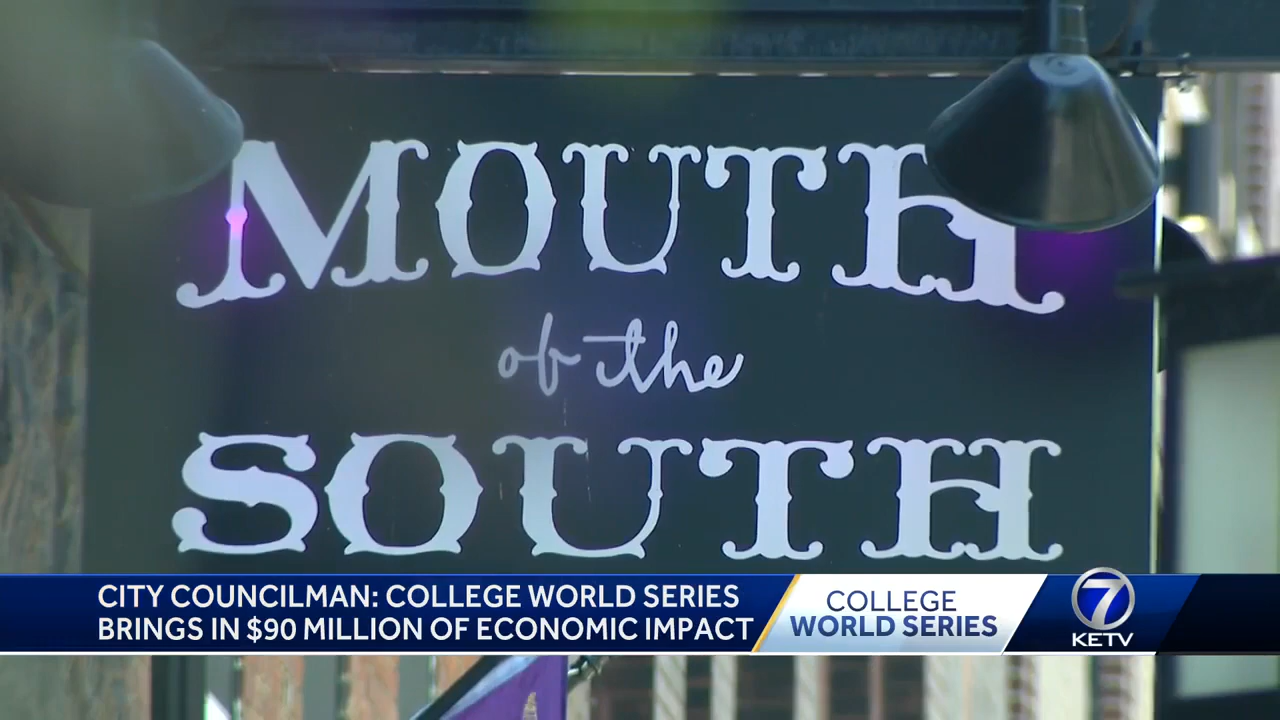 MOUTH
of the
SOUTH
CITY COUNCILMAN: COLLEGE WORLD SERIES
BRINGS IN $90 MILLION OF ECONOMIC IMPACT
COLLEGE
WORLD SERIES
7
KETV